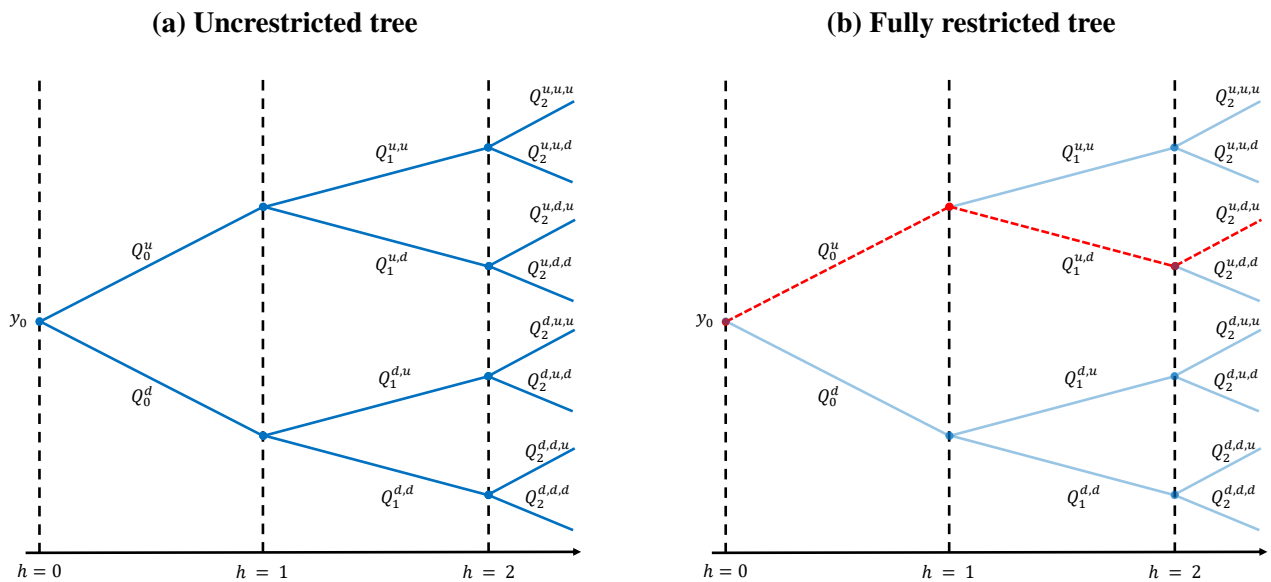 (a) Uncrestricted tree
Q_2^{u,u,u}
Q_1^{u,u}
Q_2^{u,u,d}
Q_2^{u,d,u}
Q_0^{u}
Q_1^{u,d}
Q_2^{u,d,d}
y_0
Q_2^{d,u,u}
Q_0^{d}
Q_1^{d,u}
Q_2^{d,u,d}
Q_2^{d,d,u}
Q_1^{d,d}
Q_2^{d,d,d}
h = 0 h = 1 h = 2
(b) Fully restricted tree
Q_2^{u,u,u}
Q_1^{u,u}
Q_2^{u,u,d}
Q_2^{u,d,u}
Q_0^{u}
Q_1^{u,d}
Q_2^{u,d,d}
y_0
Q_2^{d,u,u}
Q_0^{d}
Q_1^{d,u}
Q_2^{d,u,d}
Q_2^{d,d,u}
Q_1^{d,d}
Q_2^{d,d,d}
h = 0 h = 1 h = 2